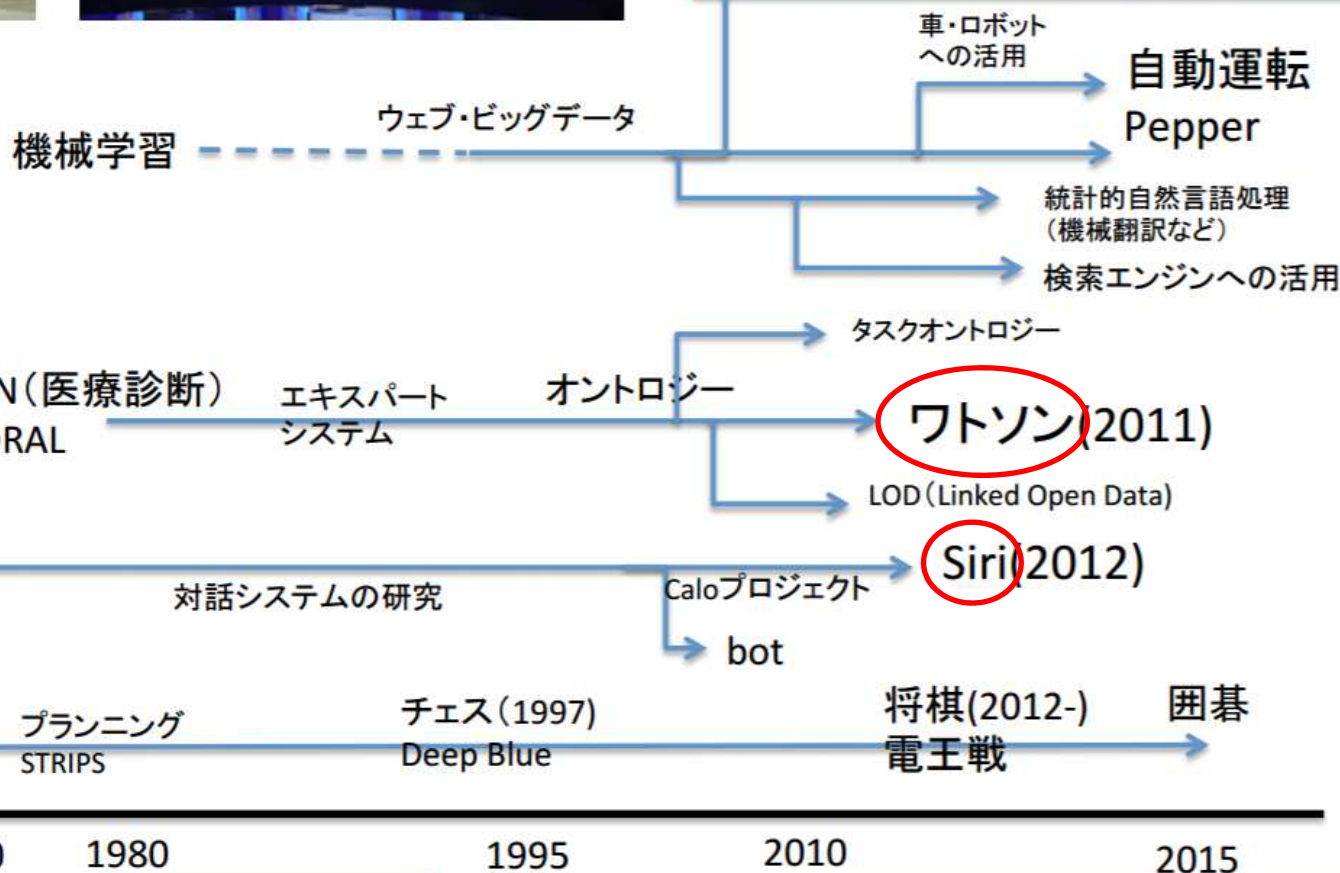 車・ロボット
への活用
自動運転
Pepper
ウェブ・ビッグデータ
機械学習
統計的自然言語処理
(機械翻訳など)
検索エンジンへの活用
タスクオントロジー
N(医療診断)
RAL
エキスパート
システム
オントロジー
ワトソン(2011)
LOD(Linked Open Data)
Siri(2012)
対話システムの研究
Caloプロジェクト
bot
プランニング
STRIPS
チェス(1997)
Deep Blue
将棋(2012-)
電王戦
囲碁
1980
1995
2010
2015